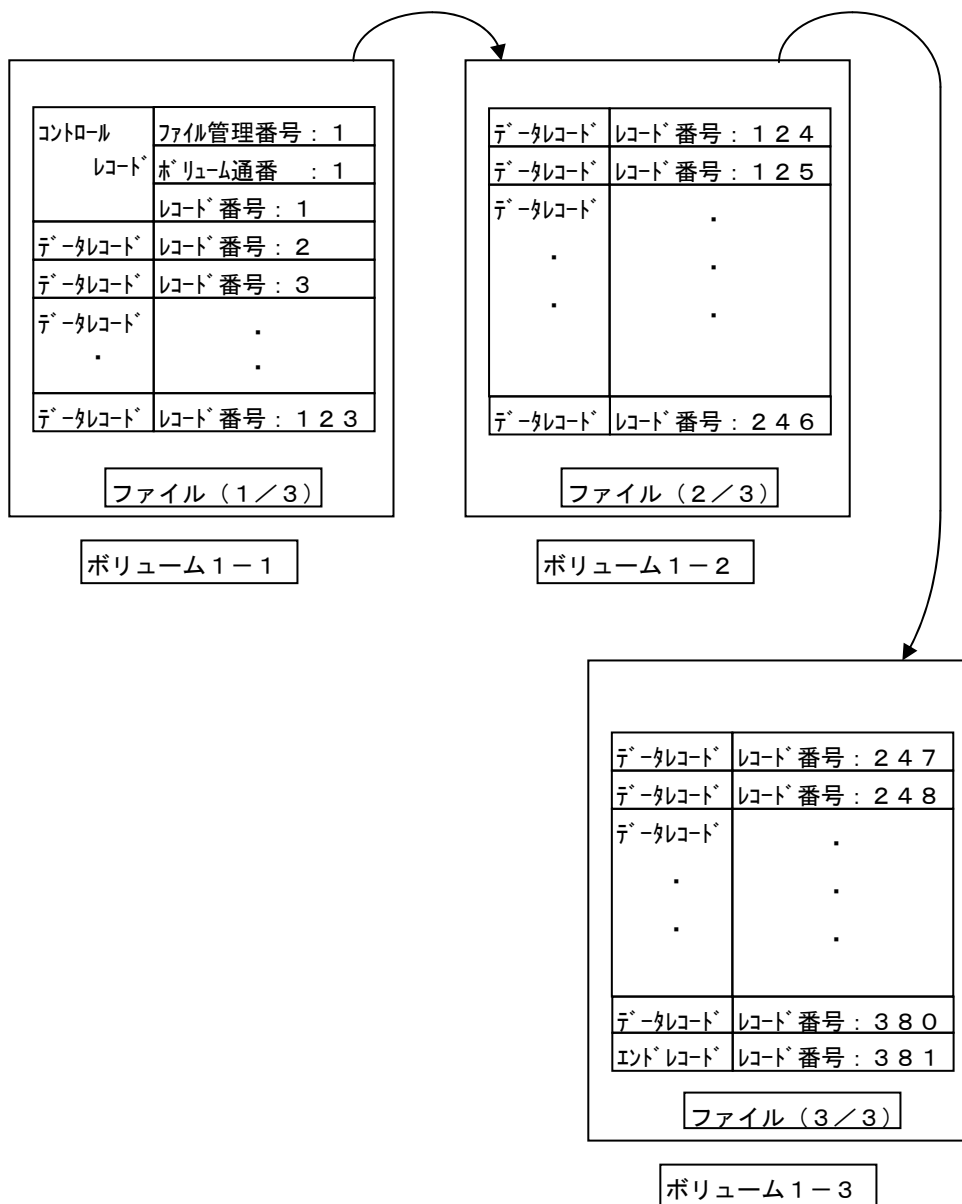 コントロール ファイル管理番号：1
レコード ボリューム通番 ：1
レコード番号：1
データレコード レコード番号：2
データレコード レコード番号：3
データレコード ・
・ ・
データレコード レコード番号：１２３
ファイル（１／３）
ボリューム１－１
データレコード レコード番号：１２４
データレコード レコード番号：１２５
データレコード ・
・ ・
・ ・
データレコード レコード番号：２４６
ファイル（２／３）
ボリューム１－２
データレコード レコード番号：２４７
データレコード レコード番号：２４８
データレコード ・
・ ・
・ ・
データレコード レコード番号：３８０
エンドレコード レコード番号：３８１
ファイル（３／３）
ボリューム１－３